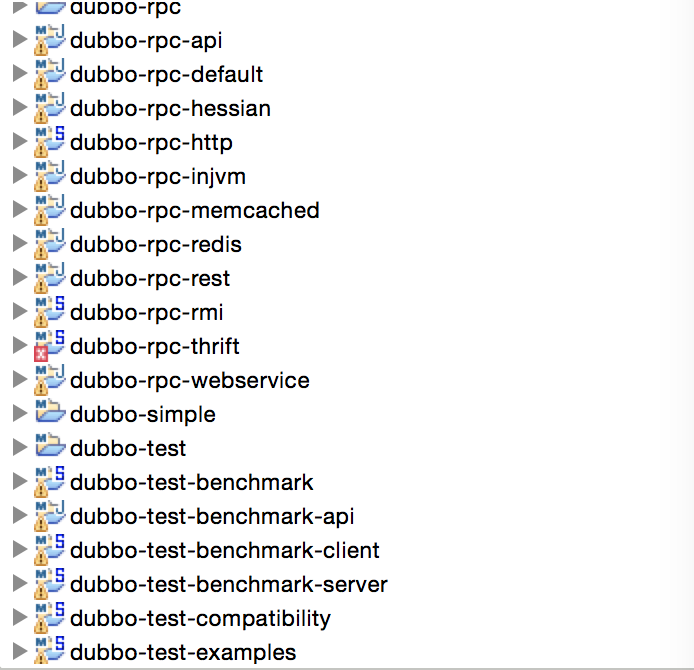 dubbo-rpc
dubbo-rpc-api
dubbo-rpc-default
dubbo-rpc-hessian
dubbo-rpc-http
dubbo-rpc-injvm
dubbo-rpc-memcached
dubbo-rpc-redis
dubbo-rpc-rest
dubbo-rpc-rmi
dubbo-rpc-thrift
dubbo-rpc-webservice
dubbo-simple
dubbo-test
dubbo-test-benchmark
dubbo-test-benchmark-api
dubbo-test-benchmark-client
dubbo-test-benchmark-server
dubbo-test-compatibility
dubbo-test-examples